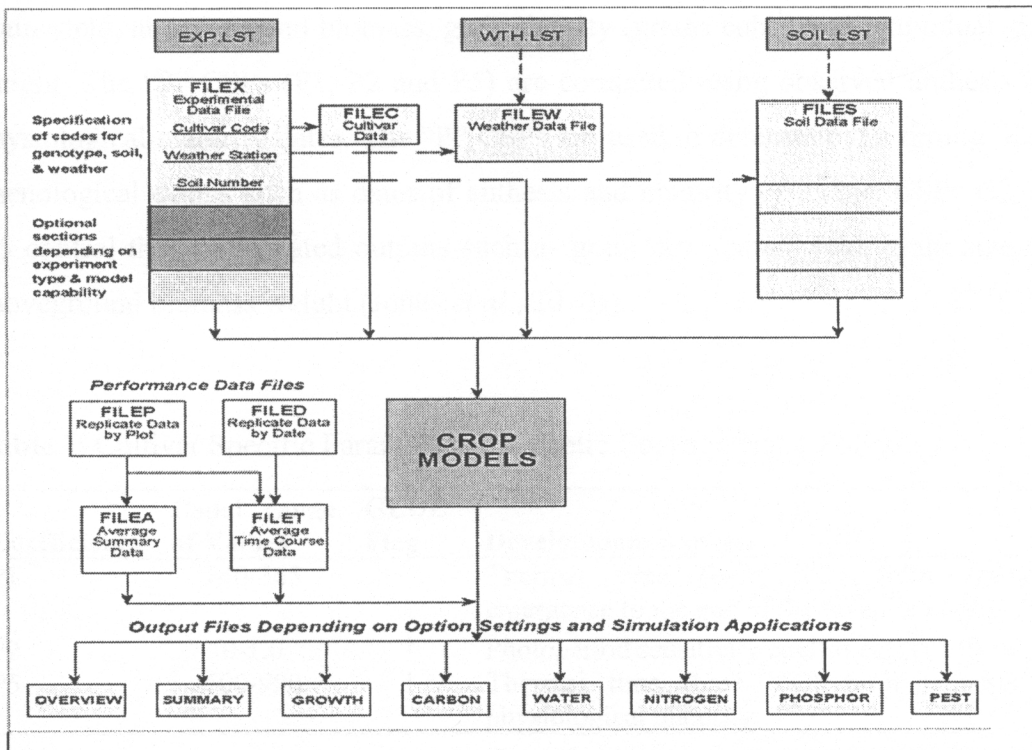 EXP.LST
WTH.LST
SOIL.LST
Specification
of codes for
genotype, soil,
& weather
FILEX
Experimental
Data File
Cultivar Code
Weather Station
Soil Number
FILEC
Cultivar
Data
FILEW
Weather Data File
FILES
Soil Data File
Optional
sections
depending on
experiment
type & model
capability
Performance Data Files
FILEP
Replicate Data
by Plot
FILED
Replicate Data
by Date
CROP
MODELS
FILEA
Average
Summary
Data
FILET
Average
Time Course
Data
Output Files Depending on Option Settings and Simulation Applications
OVERVIEW
SUMMARY
GROWTH
CARBON
WATER
NITROGEN
PHOSPHOR
PEST